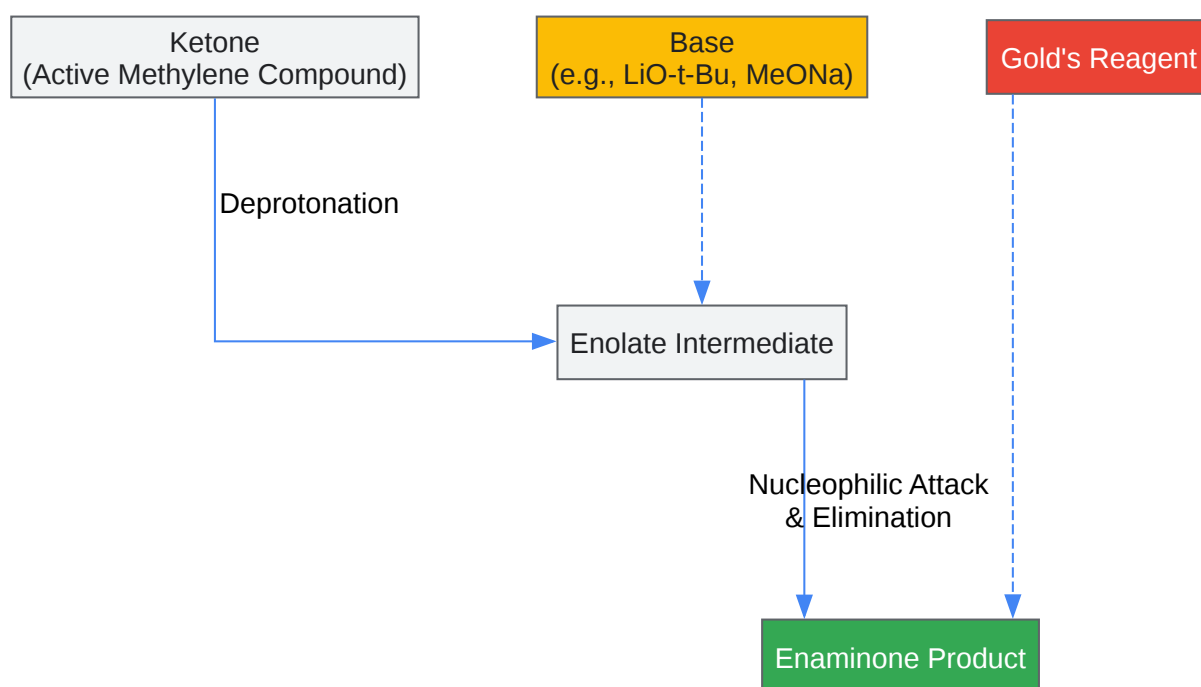 Ketone
(Active Methylene Compound)
Base
(e.g., LiO-t-Bu, MeONa)
Gold's Reagent
Deprotonation
Enolate Intermediate
Nucleophilic Attack
& Elimination
Enaminone Product